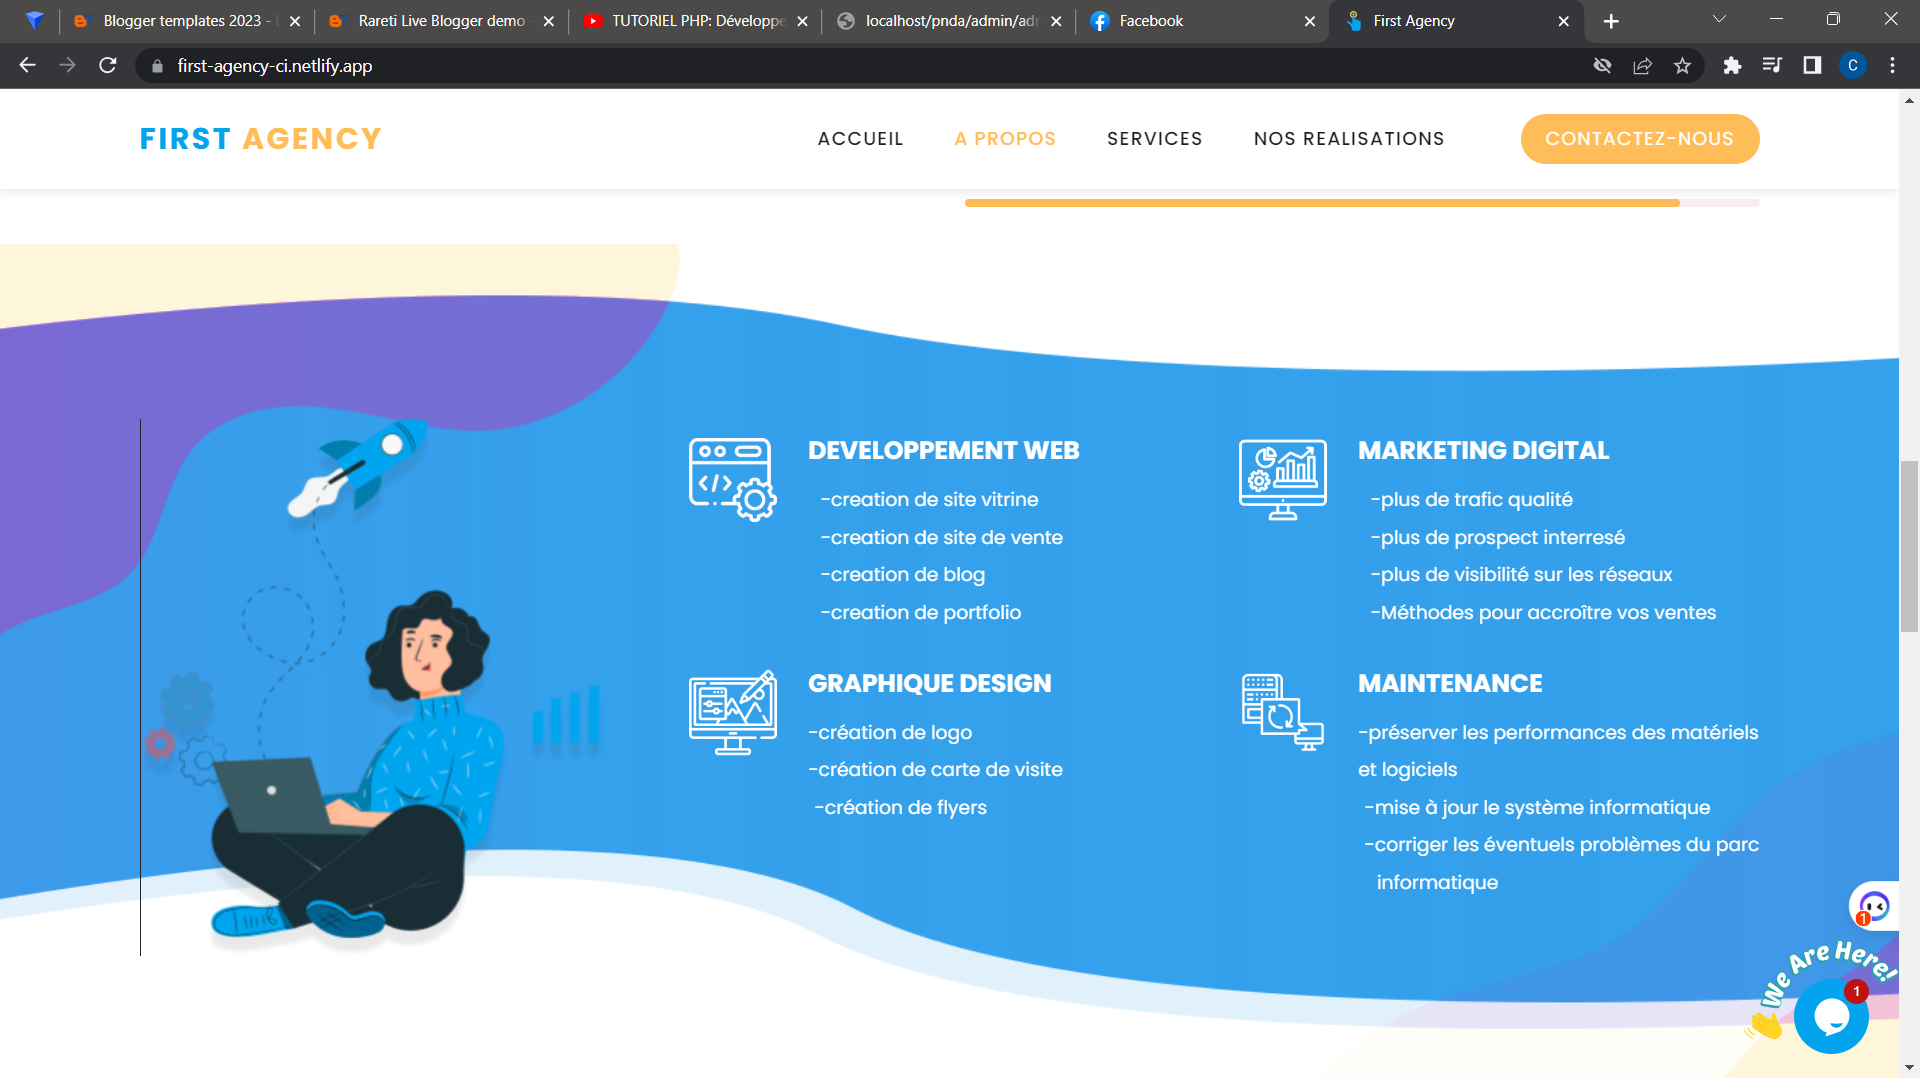 Blogger templates 2023 -
Rareti Live Blogger demo
TUTORIEL PHP: Développe
localhost/pnda/admin/adr
Facebook
First Agency
first-agency-ci.netlify.app
C
FIRST AGENCY
ACCUEIL
A PROPOS
SERVICES
NOS REALISATIONS
CONTACTEZ-NOUS
DEVELOPPEMENT WEB
-creation de site vitrine
-creation de site de vente
-creation de blog
-creation de portfolio
MARKETING DIGITAL
-plus de trafic qualité
-plus de prospect interresé
-plus de visibilité sur les réseaux
-Méthodes pour accroître vos ventes
GRAPHIQUE DESIGN
-création de logo
-création de carte de visite
-création de flyers
MAINTENANCE
-préserver les performances des matériels
et logiciels
-mise à jour le système informatique
-corriger les éventuels problèmes du parc
informatique
1
We Are Here!
1